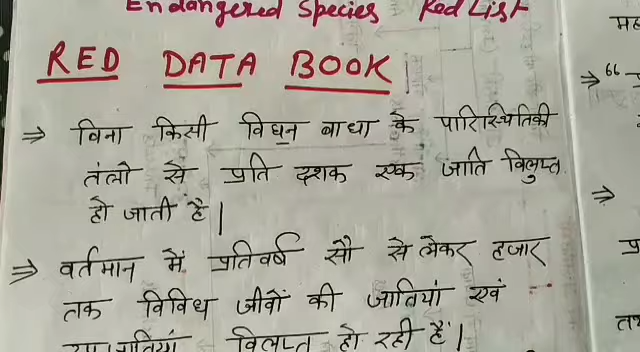 Endangered Species Red List
RED DATA BOOK
⇒ विना किसी विघ्न बाधा के पारिस्थितिकी
तंत्रो से प्रति दशक एक जाति विलुप्त
हो जाती है |
⇒ वर्तमान में प्रतिवर्ष सौ से लेकर हजार
तक विविध जीवों की जातियां एवं
विलुप्त हो रही है |
⇒ 66